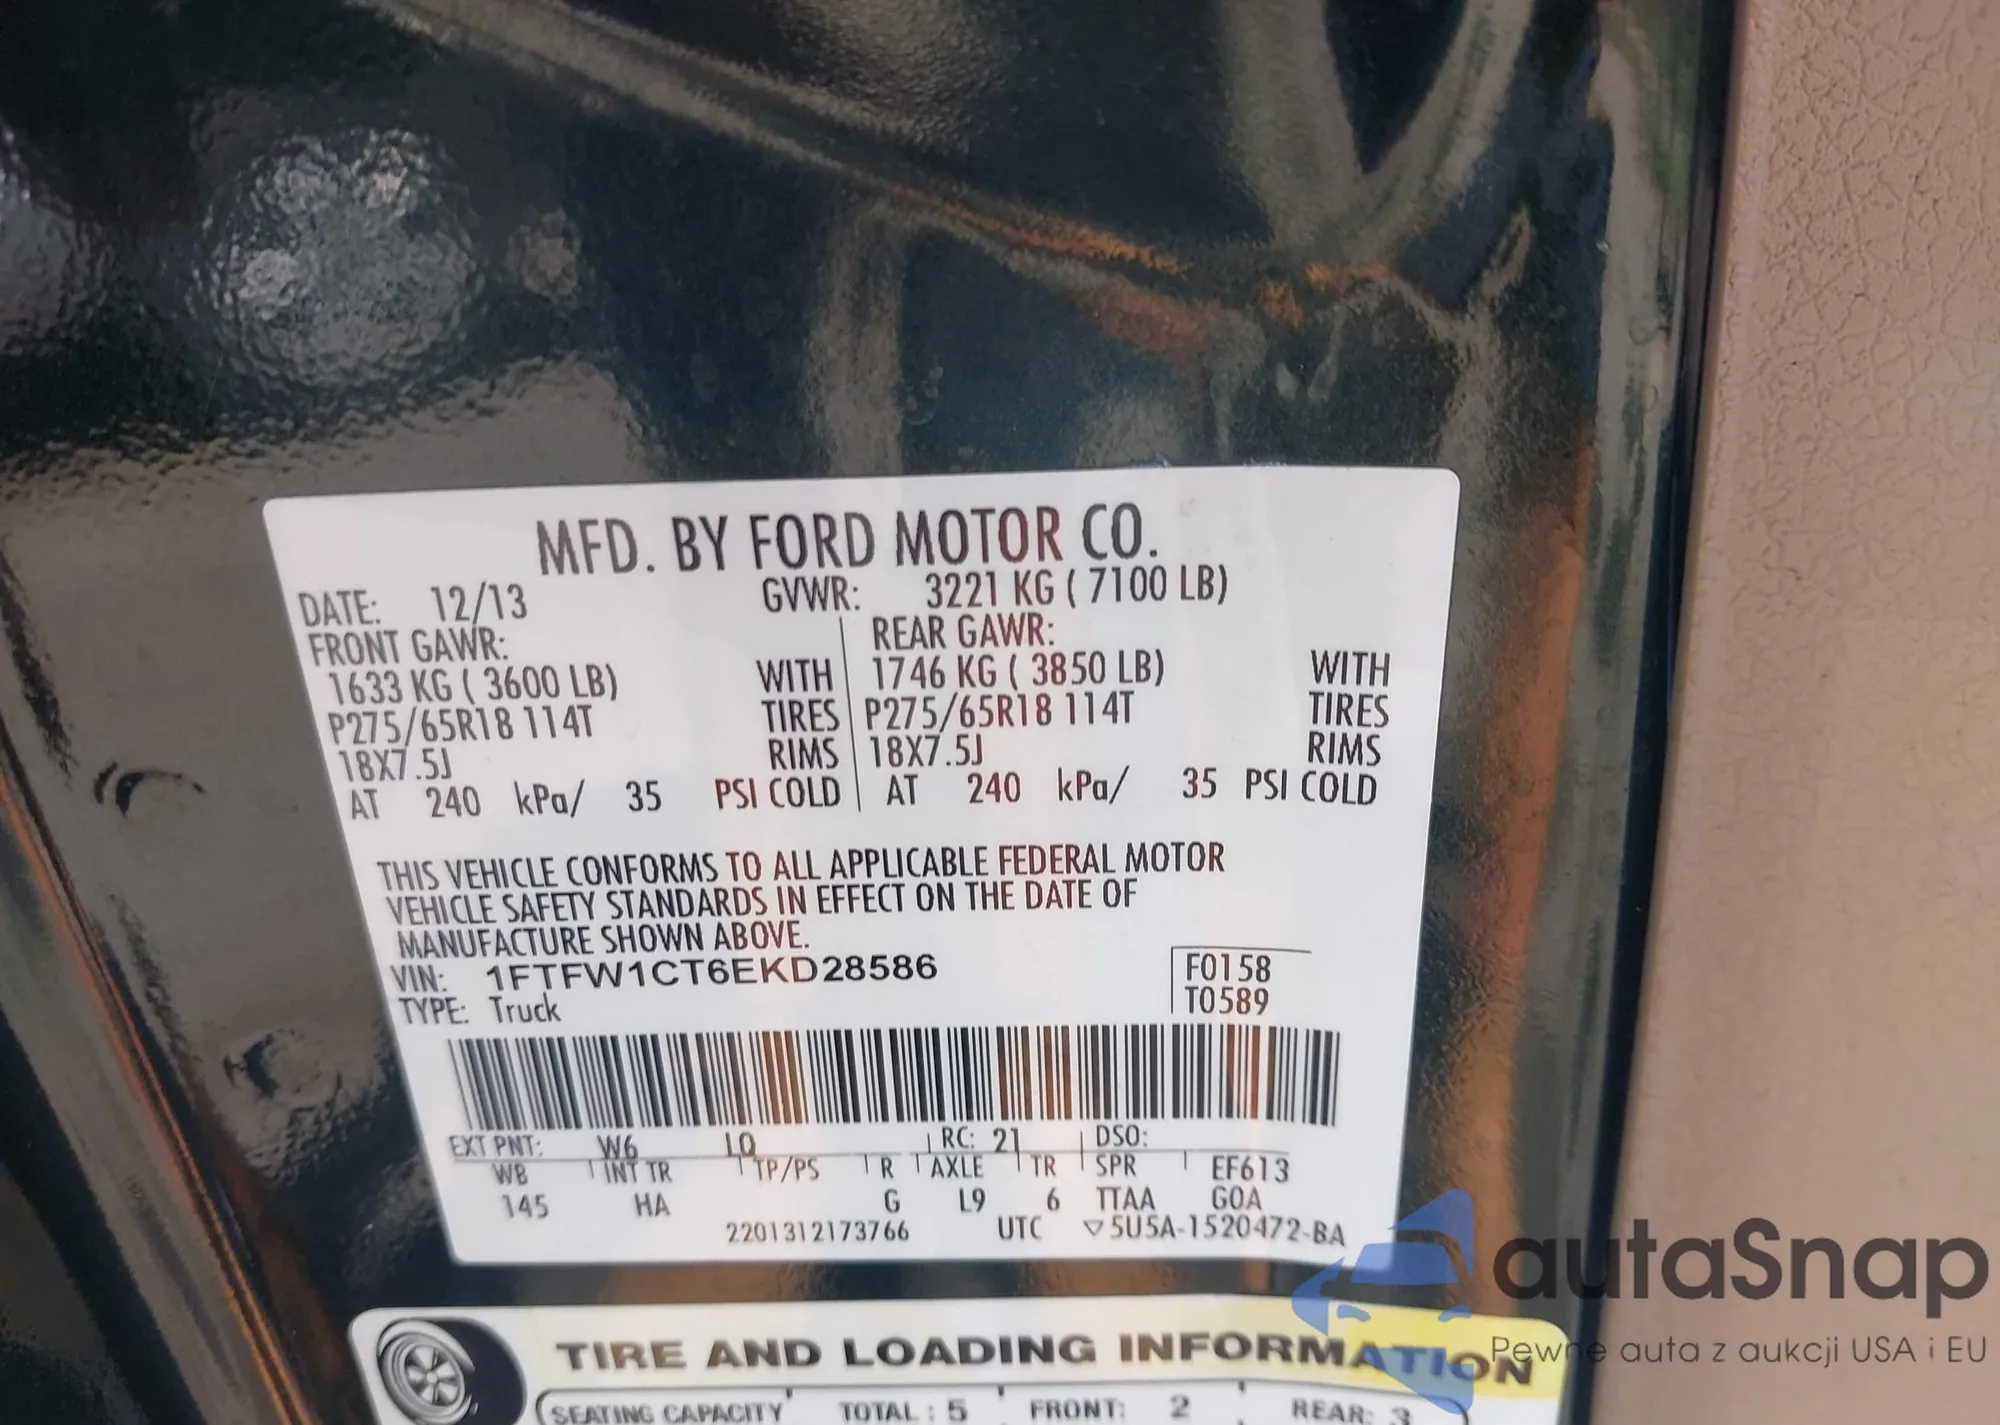 MFD. BY FORD MOTOR CO.
DATE: 12/13 GVWR: 3221 KG ( 7100 LB)
FRONT GAWR: REAR GAWR:
1633 KG ( 3600 LB) WITH 1746 KG ( 3850 LB) WITH
P275/65R18 114T TIRES P275/65R18 114T TIRES
18X7.5J RIMS 18X7.5J RIMS
AT 240 kPa/ 35 PSI COLD AT 240 kPa/ 35 PSI COLD
THIS VEHICLE CONFORMS TO ALL APPLICABLE FEDERAL MOTOR
VEHICLE SAFETY STANDARDS IN EFFECT ON THE DATE OF
MANUFACTURE SHOWN ABOVE.
VIN: 1FTFW1CT6EKD28586 F0158
TYPE: Truck T0589
EXT PNT: W6 LQ RC: 21 DSO:
WB INT TR TP/PS R AXLE TR SPR EF613
145 HA G L9 6 TTAA GOA
2201312173766 UTC ▽5U5A-1520472-BA
TIRE AND LOADING INFORMATION
SEATING CAPACITY TOTAL : 5 FRONT: 2 REAR: 3
autaSnap
Pewne auta z aukcji USA i EU